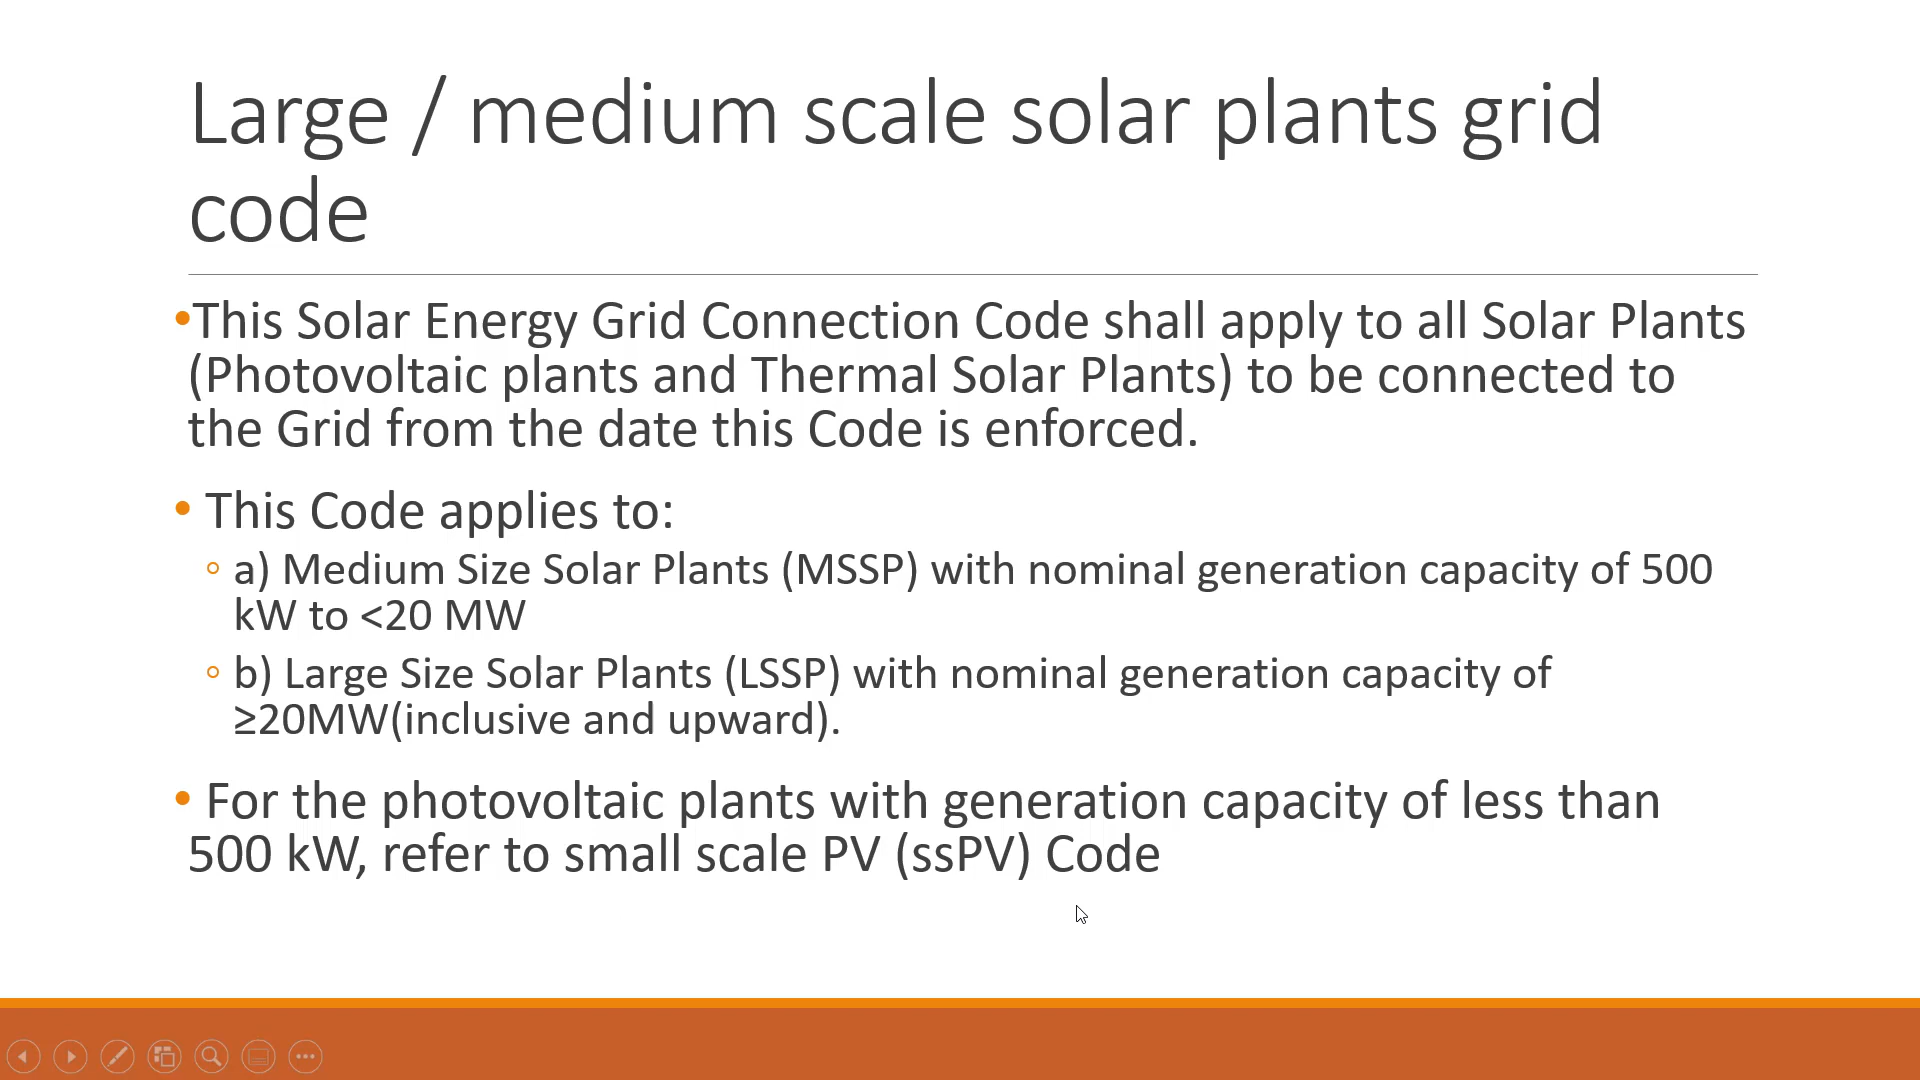 Large / medium scale solar plants grid
code
•This Solar Energy Grid Connection Code shall apply to all Solar Plants
(Photovoltaic plants and Thermal Solar Plants) to be connected to
the Grid from the date this Code is enforced.
• This Code applies to:
◦ a) Medium Size Solar Plants (MSSP) with nominal generation capacity of 500
kW to <20 MW
◦ b) Large Size Solar Plants (LSSP) with nominal generation capacity of
≥20MW(inclusive and upward).
• For the photovoltaic plants with generation capacity of less than
500 kW, refer to small scale PV (ssPV) Code